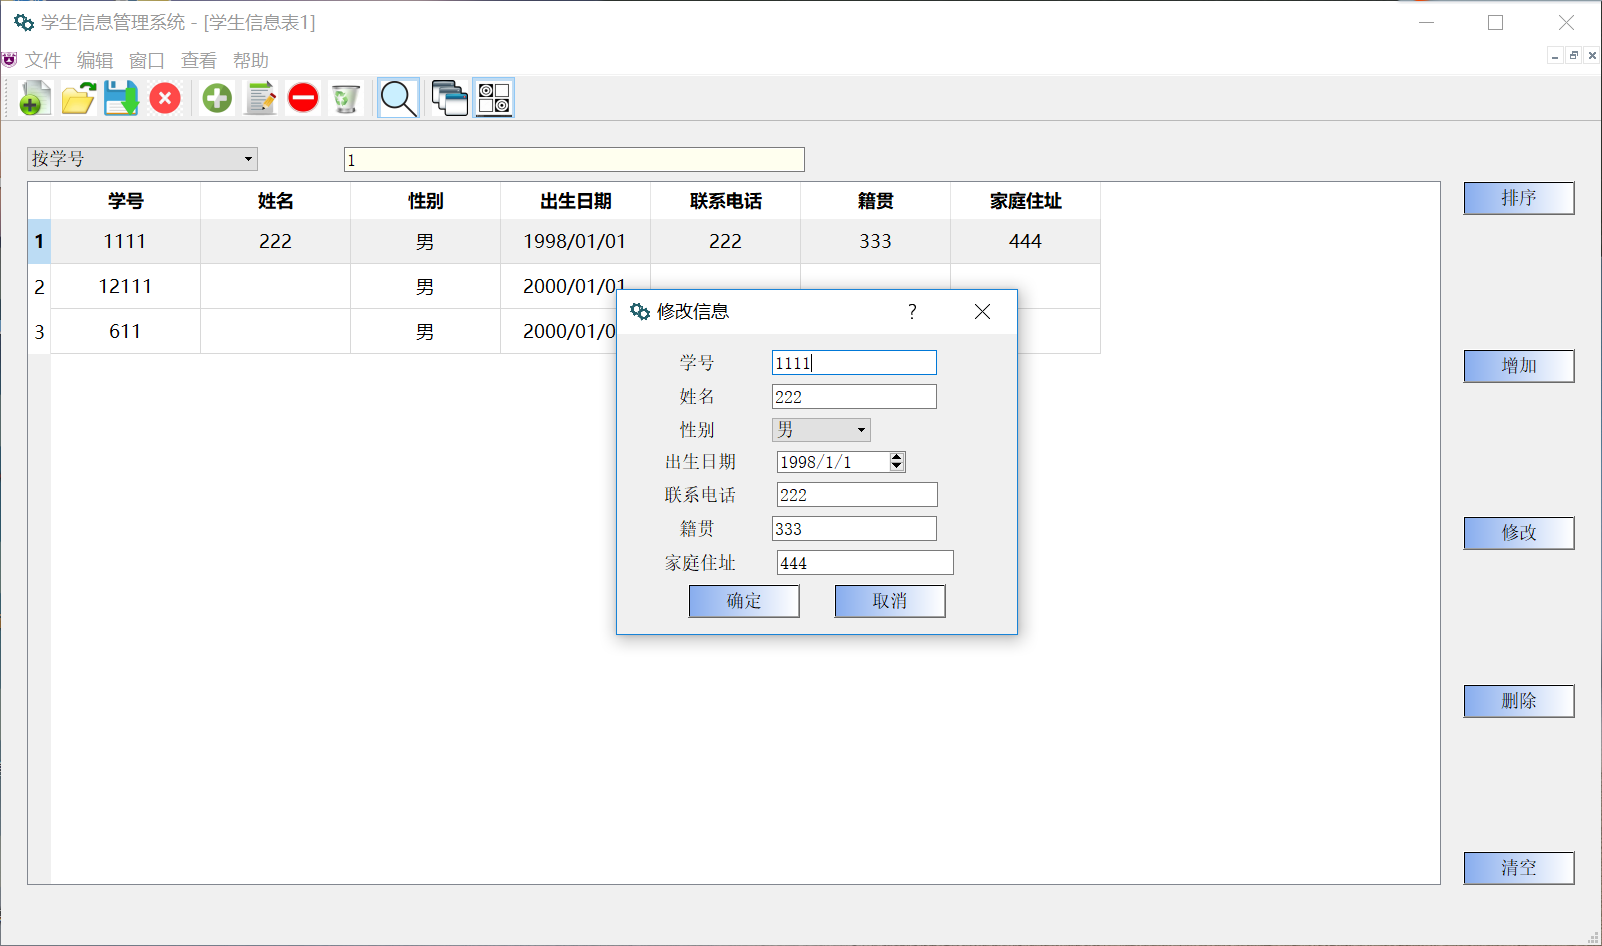 学生信息管理系统 - [学生信息表1]
文件 编辑 窗口 查看 帮助
按学号 1
学号 姓名 性别 出生日期 联系电话 籍贯 家庭住址
1 1111 222 男 1998/01/01 222 333 444
2 12111 男 2000/01/01
3 611 男 2000/01/0
修改信息 ?
学号 1111
姓名 222
性别 男
出生日期 1998/1/1
联系电话 222
籍贯 333
家庭住址 444
确定 取消
排序
增加
修改
删除
清空